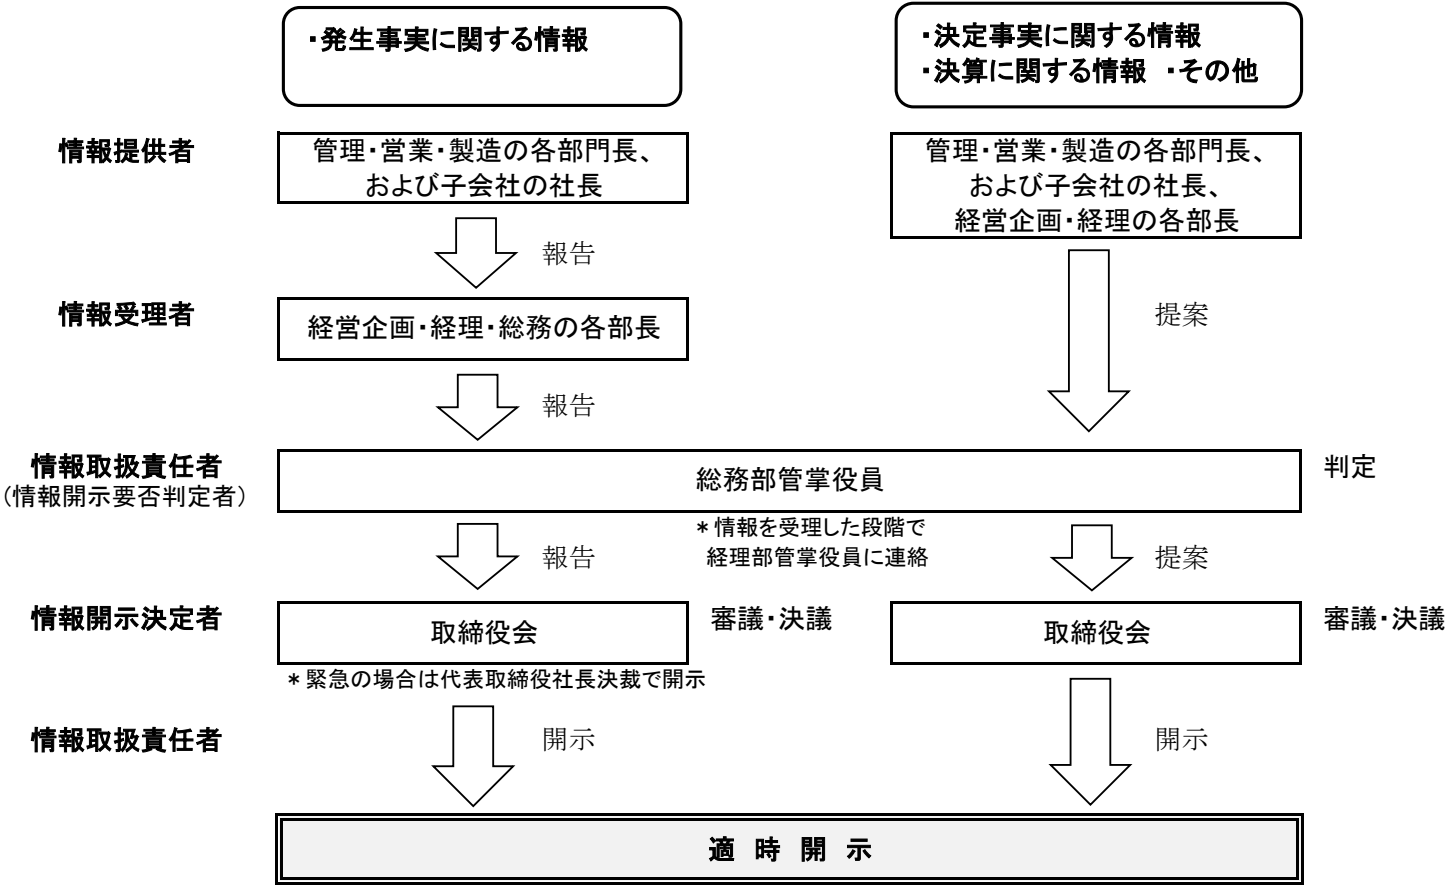 ・発生事実に関する情報
・決定事実に関する情報
・決算に関する情報 ・その他
情報提供者
管理・営業・製造の各部門長、
および子会社の社長
管理・営業・製造の各部門長、
および子会社の社長、
経営企画・経理の各部長
報告
提案
情報受理者
経営企画・経理・総務の各部長
報告
情報取扱責任者
（情報開示要否判定者）
総務部管掌役員
判定
＊情報を受理した段階で
経理部管掌役員に連絡
報告
提案
情報開示決定者
取締役会
審議・決議
取締役会
審議・決議
＊緊急の場合は代表取締役社長決裁で開示
情報取扱責任者
開示
開示
適 時 開 示